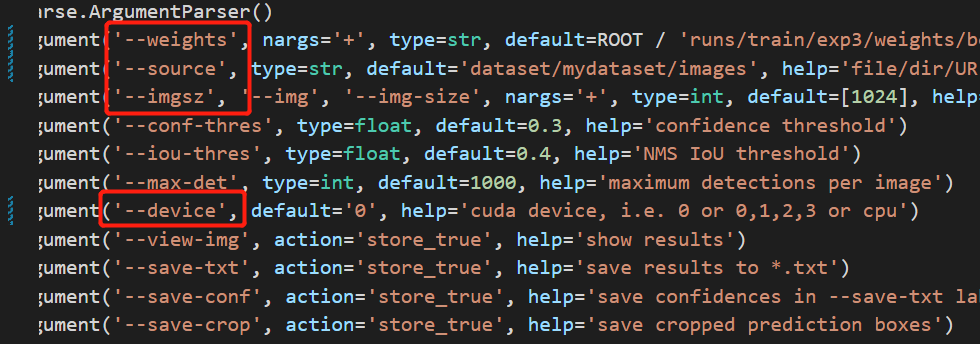 arse.ArgumentParser()
gument('--weights', nargs='+', type=str, default=ROOT / 'runs/train/exp3/weights/be
gument('--source', type=str, default='dataset/mydataset/images', help='file/dir/UR
gument('--imgsz', '--img', '--img-size', nargs='+', type=int, default=[1024], help=
gument('--conf-thres', type=float, default=0.3, help='confidence threshold')
gument('--iou-thres', type=float, default=0.4, help='NMS IoU threshold')
gument('--max-det', type=int, default=1000, help='maximum detections per image')
gument('--device', default='0', help='cuda device, i.e. 0 or 0,1,2,3 or cpu')
gument('--view-img', action='store_true', help='show results')
gument('--save-txt', action='store_true', help='save results to *.txt')
gument('--save-conf', action='store_true', help='save confidences in --save-txt la
gument('--save-crop', action='store_true', help='save cropped prediction boxes')